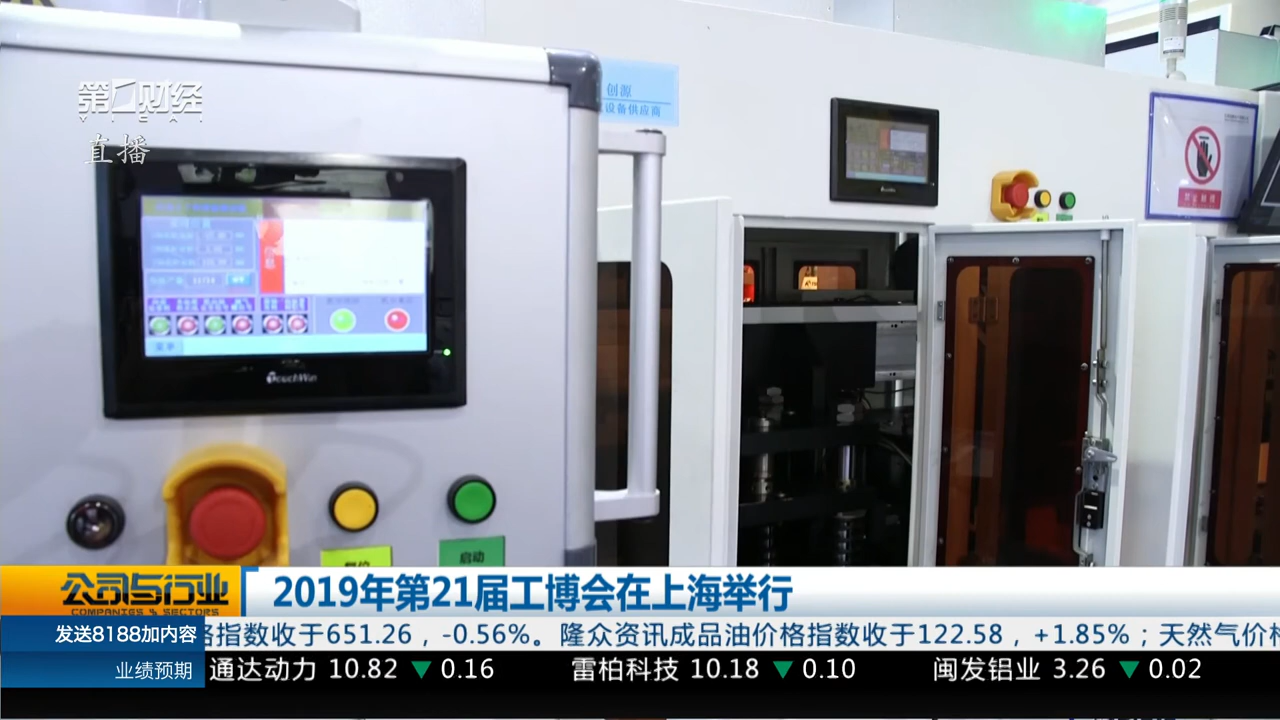 第一财经
直播
创源
设备供应商
TouchWin
启动
公司与行业
COMPANIES & SECTORS
2019年第21届工博会在上海举行
发送8188加内容
格指数收于651.26，-0.56%。隆众资讯成品油价格指数收于122.58，+1.85%；天然气价格
业绩预期
通达动力 10.82 ▼ 0.16 雷柏科技 10.18 ▼ 0.10 闽发铝业 3.26 ▼ 0.02